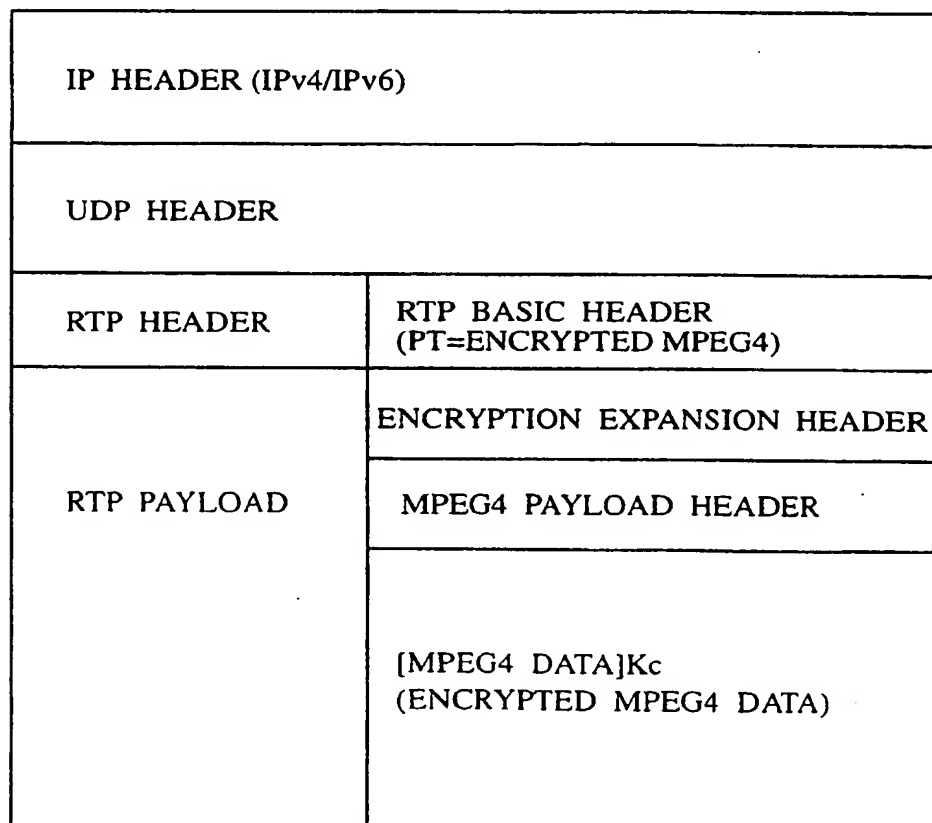 IP HEADER (IPv4/IPv6)
UDP HEADER
RTP HEADER
RTP BASIC HEADER
(PT=ENCRYPTED MPEG4)
RTP PAYLOAD
ENCRYPTION EXPANSION HEADER
MPEG4 PAYLOAD HEADER
[MPEG4 DATA]Kc
(ENCRYPTED MPEG4 DATA)